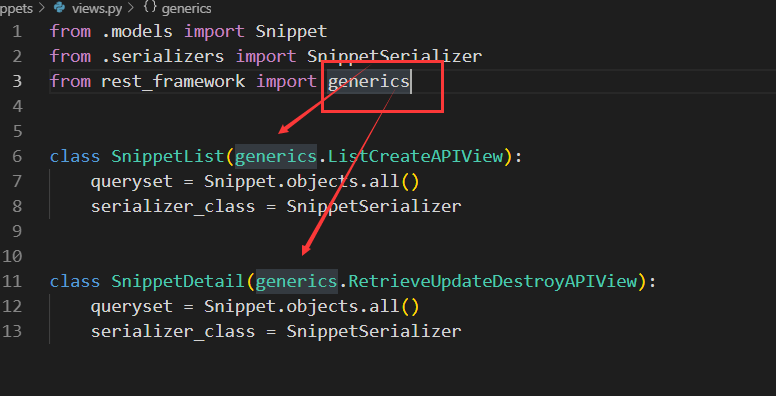 ppets > views.py > {} generics
1 from .models import Snippet
2 from .serializers import SnippetSerializer
3 from rest_framework import generics
4
5
6 class SnippetList(generics.ListCreateAPIView):
7     queryset = Snippet.objects.all()
8     serializer_class = SnippetSerializer
9
10
11 class SnippetDetail(generics.RetrieveUpdateDestroyAPIView):
12     queryset = Snippet.objects.all()
13     serializer_class = SnippetSerializer